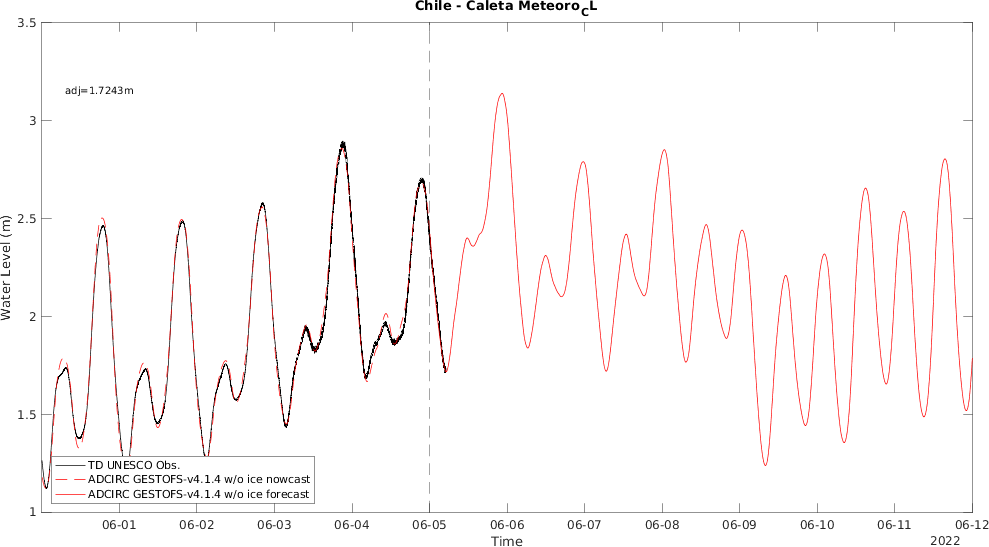 Chile - Caleta Meteoro_CL
3.5
adj=1.7243m
3
2.5
Water Level (m)
2
1.5
TD UNESCO Obs.
ADCIRC GESTOFS-v4.1.4 w/o ice nowcast
ADCIRC GESTOFS-v4.1.4 w/o ice forecast
1
06-01 06-02 06-03 06-04 06-05 06-06 06-07 06-08 06-09 06-10 06-11 06-12
Time
2022